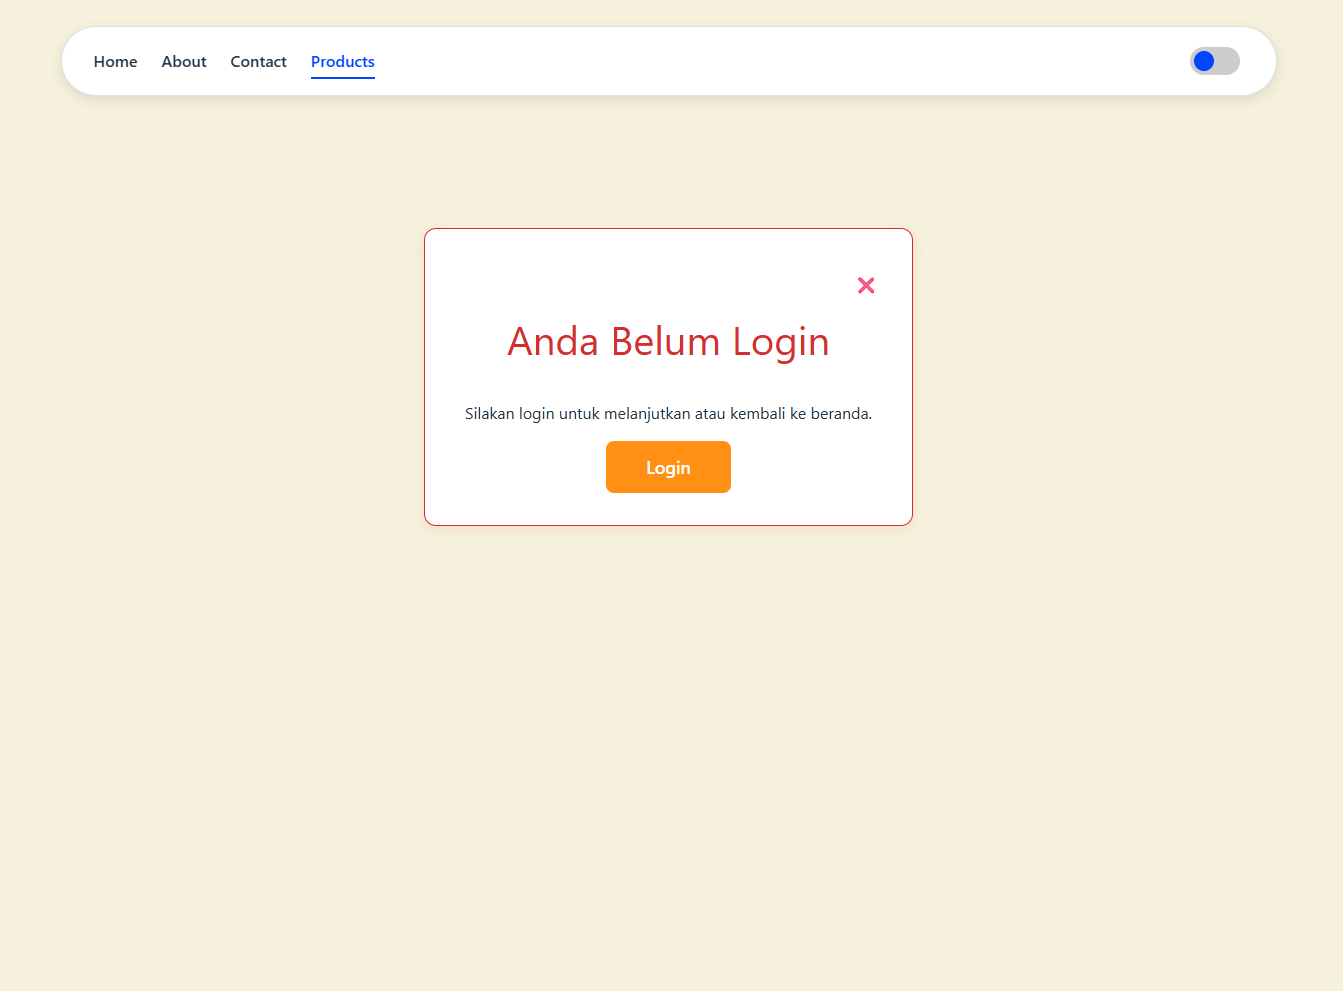 Home About Contact Products
Anda Belum Login
Silakan login untuk melanjutkan atau kembali ke beranda.
Login